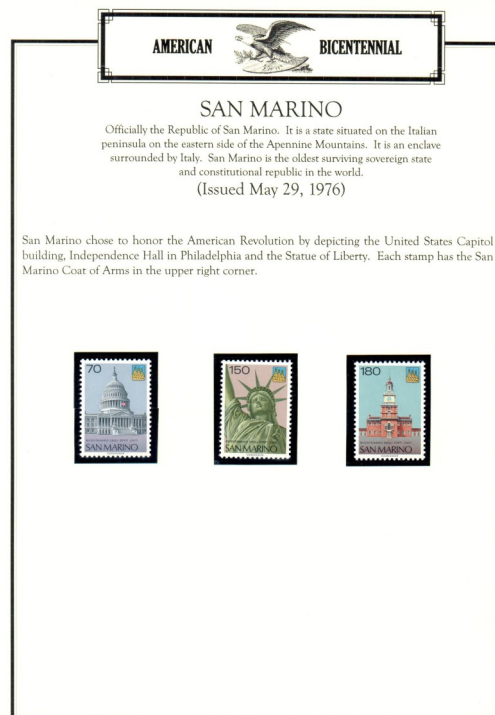 AMERICAN BICENTENNIAL
SAN MARINO
Officially the Republic of San Marino. It is a state situated on the Italian
peninsula on the eastern side of the Apennine Mountains. It is an enclave
surrounded by Italy. San Marino is the oldest surviving sovereign state
and constitutional republic in the world.
(Issued May 29, 1976)
San Marino chose to honor the American Revolution by depicting the United States Capitol
building, Independence Hall in Philadelphia and the Statue of Liberty. Each stamp has the San
Marino Coat of Arms in the upper right corner.
70
SAN MARINO
150
SAN MARINO
180
SAN MARINO